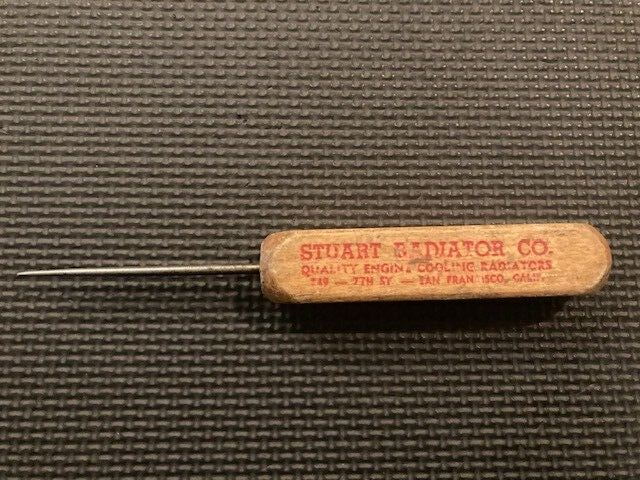 STUART RADIATOR CO.
QUALITY ENGINE COOLING RADIATORS
— 7TH ST — SAN FRANCISCO, CALIF.